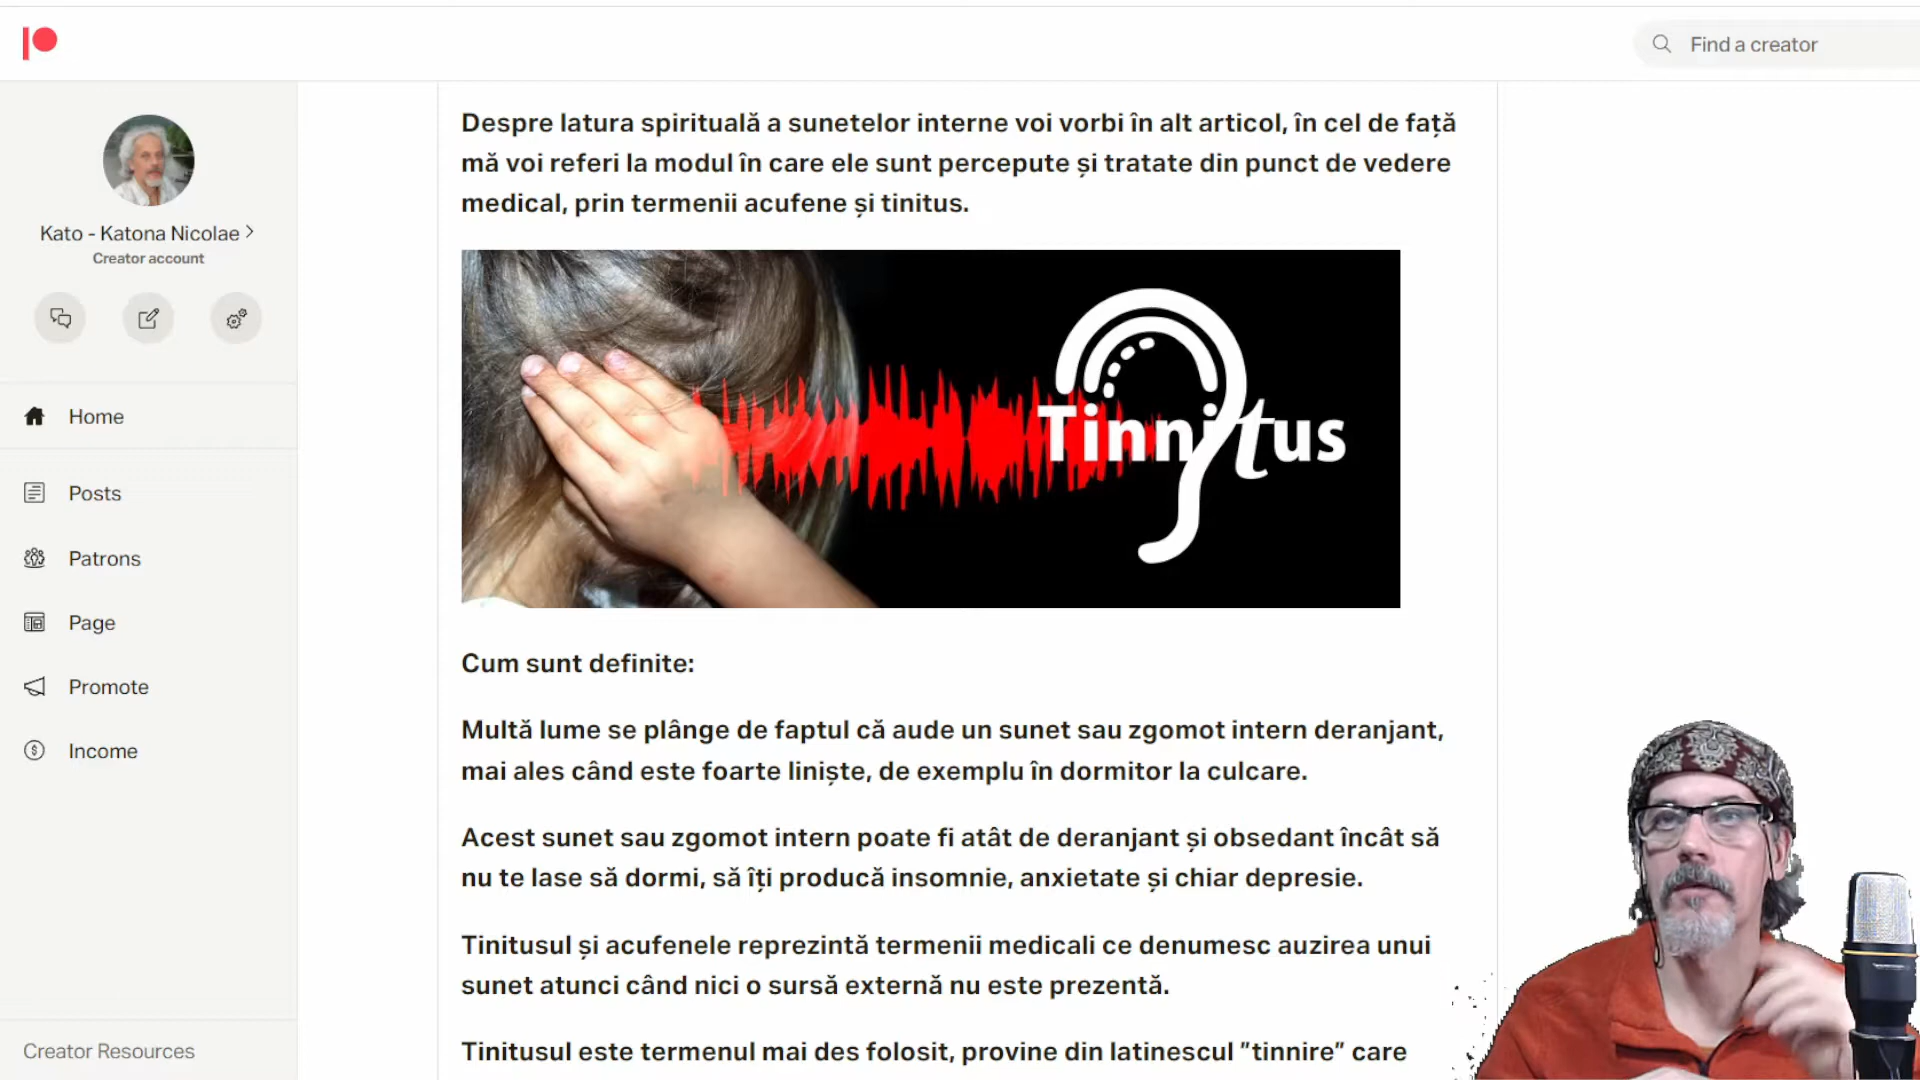 Find a creator
Kato - Katona Nicolae
Creator account
Home
Posts
Patrons
Page
Promote
Income
Creator Resources
Despre latura spirituală a sunetelor interne voi vorbi în alt articol, în cel de față
mă voi referi la modul în care ele sunt percepute și tratate din punct de vedere
medical, prin termenii acufene și tinitus.
Tinnitus
Cum sunt definite:
Multă lume se plânge de faptul că aude un sunet sau zgomot intern deranjant,
mai ales când este foarte liniște, de exemplu în dormitor la culcare.
Acest sunet sau zgomot intern poate fi atât de deranjant și obsedant încât să
nu te lase să dormi, să îți producă insomnie, anxietate și chiar depresie.
Tinitusul și acufenele reprezintă termenii medicali ce denumesc auzirea unui
sunet atunci când nici o sursă externă nu este prezentă.
Tinitusul este termenul mai des folosit, provine din latinescul ”tinnire” care